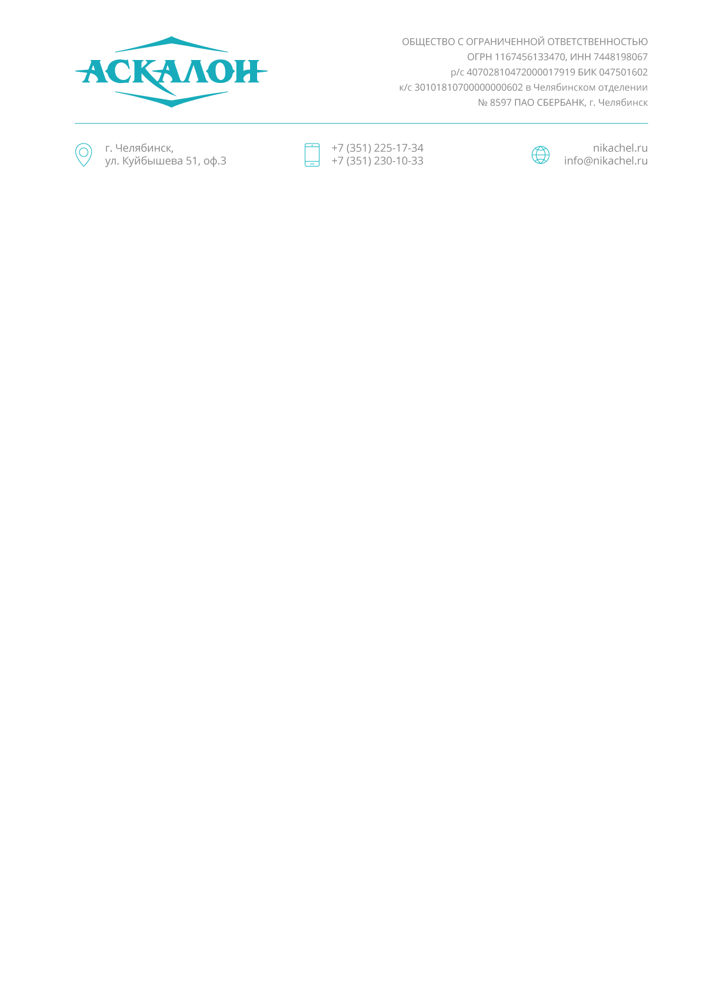 АСКАЛОН
ОБЩЕСТВО С ОГРАНИЧЕННОЙ ОТВЕТСТВЕННОСТЬЮ
ОГРН 1167456133470, ИНН 7448198067
р/с 40702810472000017919 БИК 047501602
к/с 30101810700000000602 в Челябинском отделении
№ 8597 ПАО СБЕРБАНК, г. Челябинск
г. Челябинск,
ул. Куйбышева 51, оф.3
+7 (351) 225-17-34
+7 (351) 230-10-33
nikachel.ru
info@nikachel.ru